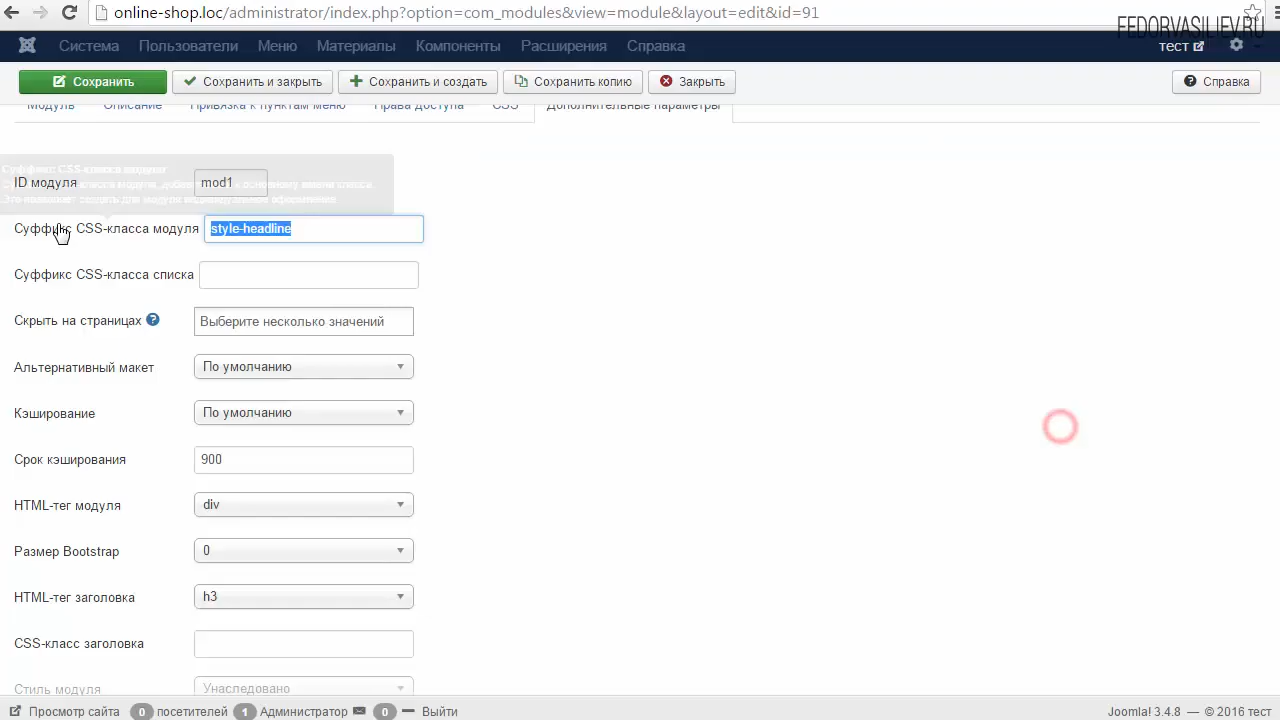 online-shop.loc/administrator/index.php?option=com_modules&view=module&layout=edit&id=91
FEDORVASILIEV.RU
Система Пользователи Меню Материалы Компоненты Расширения Справка тест
Сохранить Сохранить и закрыть Сохранить и создать Сохранить копию Закрыть Справка
Модуль Описание Привязка к пунктам меню Права доступа CSS Дополнительные параметры
Суффикс CSS-класса модуля
ID модуля mod1
Суффикс CSS-класса модуля style-headline
Суффикс CSS-класса списка
Скрыть на страницах ? Выберите несколько значений
Альтернативный макет По умолчанию
Кэширование По умолчанию
Срок кэширования 900
HTML-тег модуля div
Размер Bootstrap 0
HTML-тег заголовка h3
CSS-класс заголовка
Стиль модуля Унаследовано
Просмотр сайта 0 посетителей 1 Администратор 0 Выйти Joomla! 3.4.8 — © 2016 тест